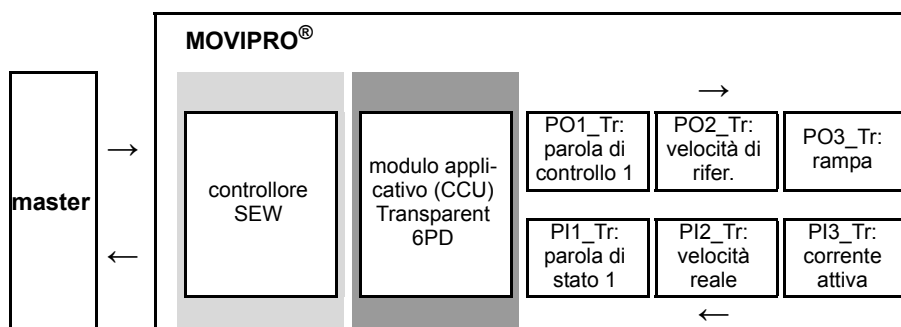 MOVIPRO®
master
→
←
controllore
SEW
modulo appli-
cativo (CCU)
Transparent
6PD
→
PO1_Tr:
parola di
controllo 1
PO2_Tr:
velocità di
rifer.
PO3_Tr:
rampa
PI1_Tr:
parola di
stato 1
PI2_Tr:
velocità
reale
PI3_Tr:
corrente
attiva
←